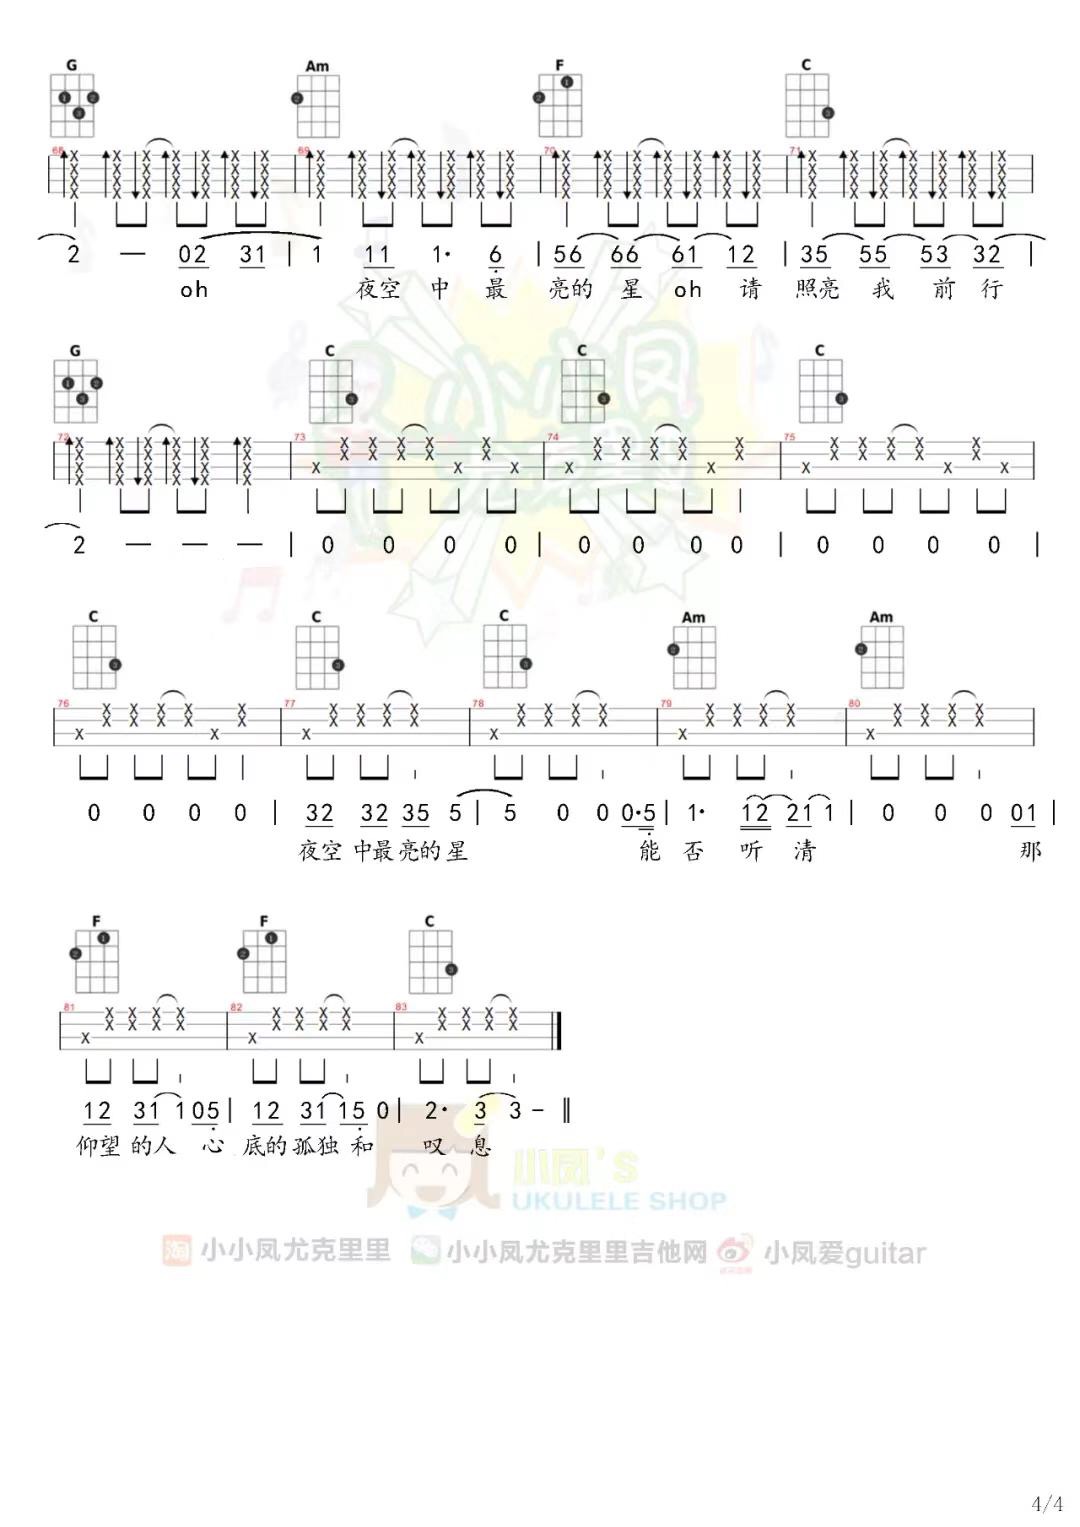 G Am F C
68 69 70 71
2 — 02 31 | 1 11 1· 6 | 56 66 61 12 | 35 55 53 32 |
oh 夜空 中 最 亮的 星 oh 请 照亮 我 前 行
G C C C
72 73 74 75
2 — — — | 0 0 0 0 | 0 0 0 0 | 0 0 0 0 |
C C C Am Am
76 77 78 79 80
0 0 0 0 | 32 32 35 5 | 5 0 0 0·5 | 1· 12 21 1 | 0 0 0 01 |
夜空 中最 亮的 星 能 否 听 清 那
F F C
81 82 83
12 31 1 05 | 12 31 15 0 | 2· 3 3 – ‖
仰望 的人 心 底的 孤独 和 叹 息
小凤's
UKULELE SHOP
淘 小小凤尤克里里 小小凤尤克里里吉他网 小凤爱guitar
4/4